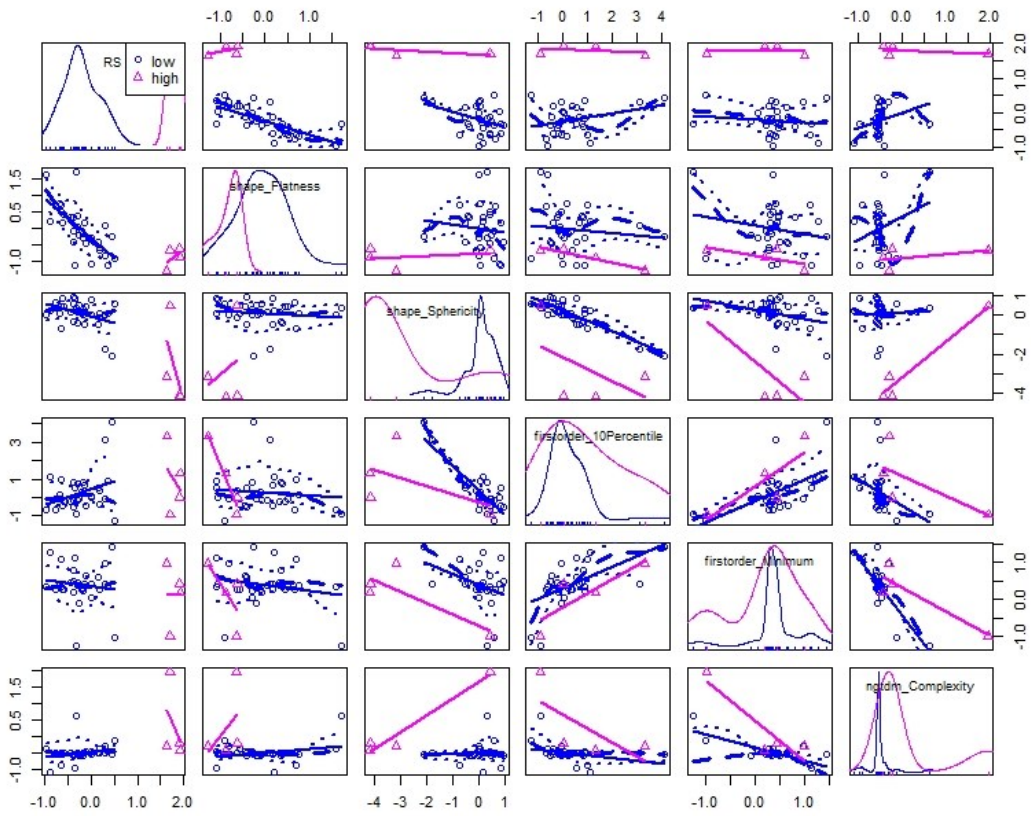 -1.0 0.0 1.0
-1 0 1 2 3 4
-1.0 0.0 1.0 2.0
RS
low
high
-1.0 0.0 1.0 2.0
shape_Flatness
-1.0 0.5 1.5
shape_Sphericity
-4 -2 0 1
firstorder_10Percentile
-1 1 3
firstorder_Minimum
-1.0 0.0 1.0
ngtdm_Complexity
-1.0 0.5 1.5
-1.0 0.0 1.0 2.0
-4 -3 -2 -1 0 1
-1.0 0.0 1.0